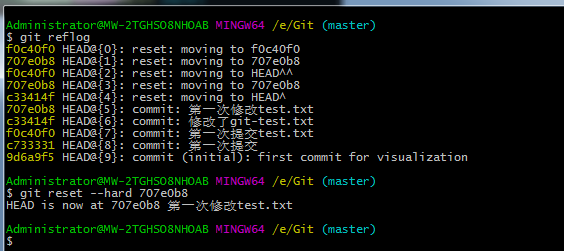 Administrator@MW-2TGHSO8NHOAB MINGW64 /e/Git (master)
$ git reflog
f0c40f0 HEAD@{0}: reset: moving to f0c40f0
707e0b8 HEAD@{1}: reset: moving to 707e0b8
f0c40f0 HEAD@{2}: reset: moving to HEAD^^
707e0b8 HEAD@{3}: reset: moving to 707e0b8
c33414f HEAD@{4}: reset: moving to HEAD^
707e0b8 HEAD@{5}: commit: 第一次修改test.txt
c33414f HEAD@{6}: commit: 修改了git-test.txt
f0c40f0 HEAD@{7}: commit: 第一次提交test.txt
c733331 HEAD@{8}: commit: 第一次提交
9d6a9f5 HEAD@{9}: commit (initial): first commit for visualization
Administrator@MW-2TGHSO8NHOAB MINGW64 /e/Git (master)
$ git reset --hard 707e0b8
HEAD is now at 707e0b8 第一次修改test.txt
Administrator@MW-2TGHSO8NHOAB MINGW64 /e/Git (master)
$